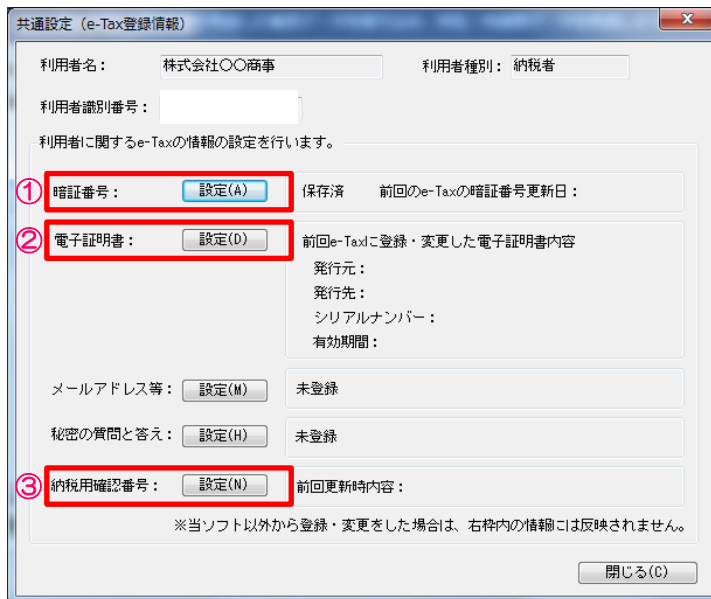 共通設定（e-Tax登録情報）
利用者名： 株式会社〇〇商事 利用者種別： 納税者
利用者識別番号：
利用者に関するe-Taxの情報の設定を行います。
① 暗証番号： 設定(A) 保存済 前回のe-Taxの暗証番号更新日：
② 電子証明書： 設定(D) 前回e-Taxに登録・変更した電子証明書内容
発行元：
発行先：
シリアルナンバー：
有効期間：
メールアドレス等： 設定(M) 未登録
秘密の質問と答え： 設定(H) 未登録
③ 納税用確認番号： 設定(N) 前回更新時内容：
※当ソフト以外から登録・変更をした場合は、右枠内の情報には反映されません。
閉じる(C)